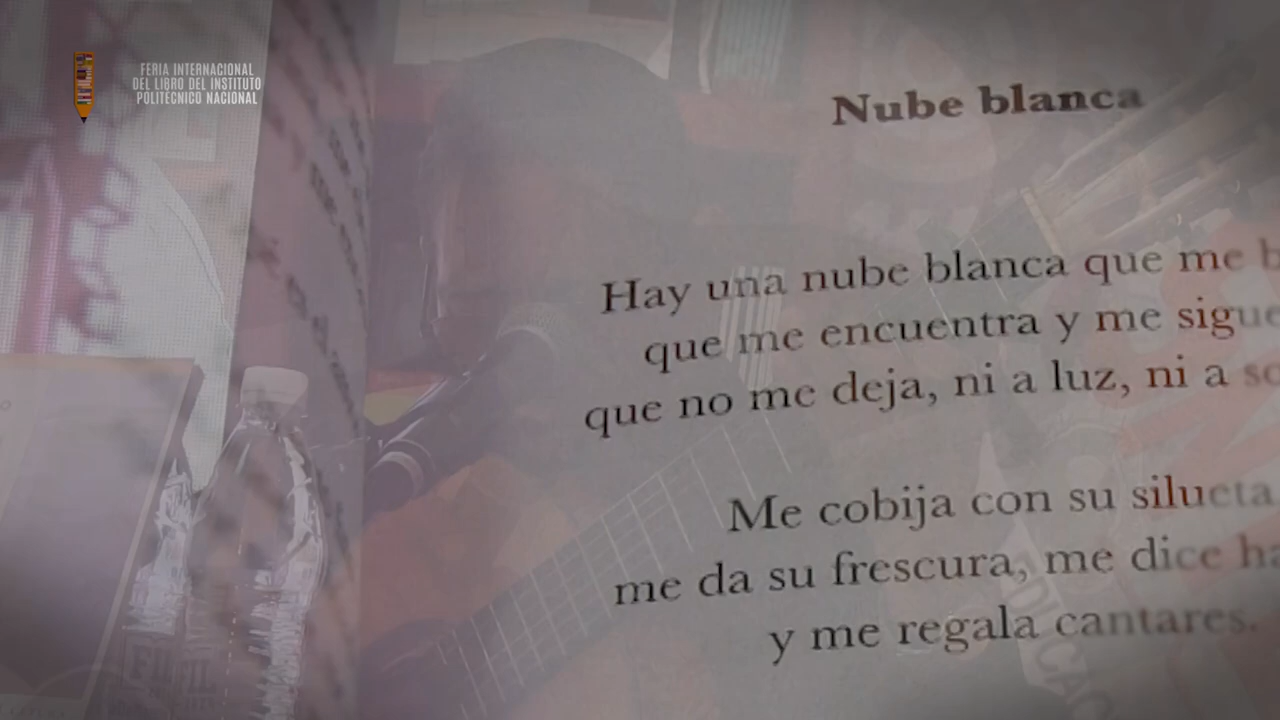 FERIA INTERNACIONAL
DEL LIBRO DEL INSTITUTO
POLITÉCNICO NACIONAL
Nube blanca
Hay una nube blanca que me
que me encuentra y me sigue
que no me deja, ni a luz, ni a
Me cobija con su silueta
me da su frescura, me dice
y me regala cantares.